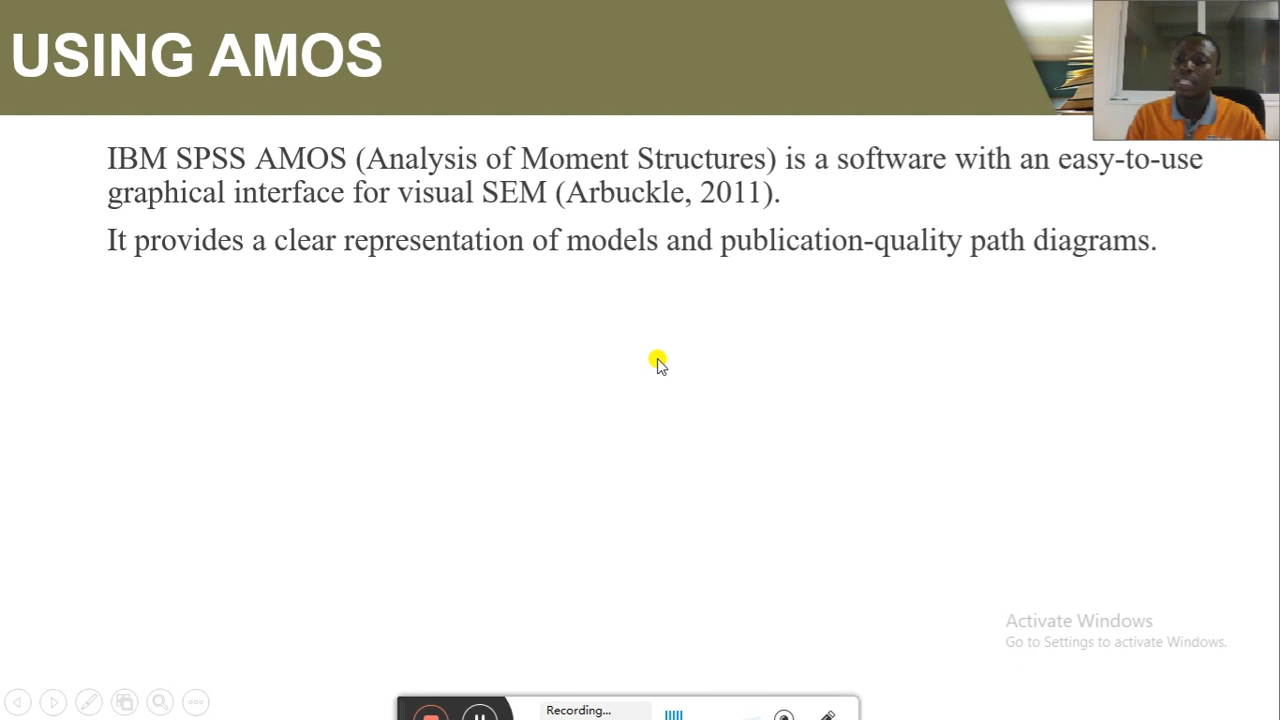 USING AMOS
IBM SPSS AMOS (Analysis of Moment Structures) is a software with an easy-to-use
graphical interface for visual SEM (Arbuckle, 2011).
It provides a clear representation of models and publication-quality path diagrams.
Activate Windows
Go to Settings to activate Windows.
Recording...